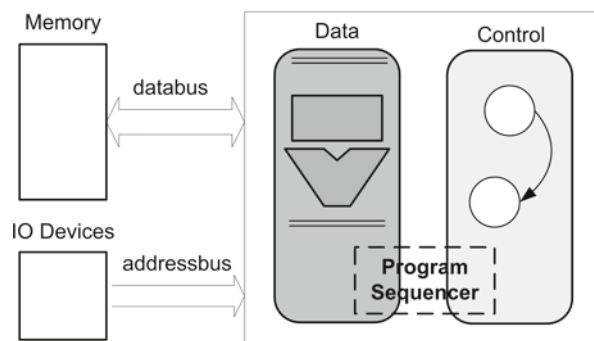 Memory
Data
Control
databus
IO Devices
addressbus
Program
Sequencer